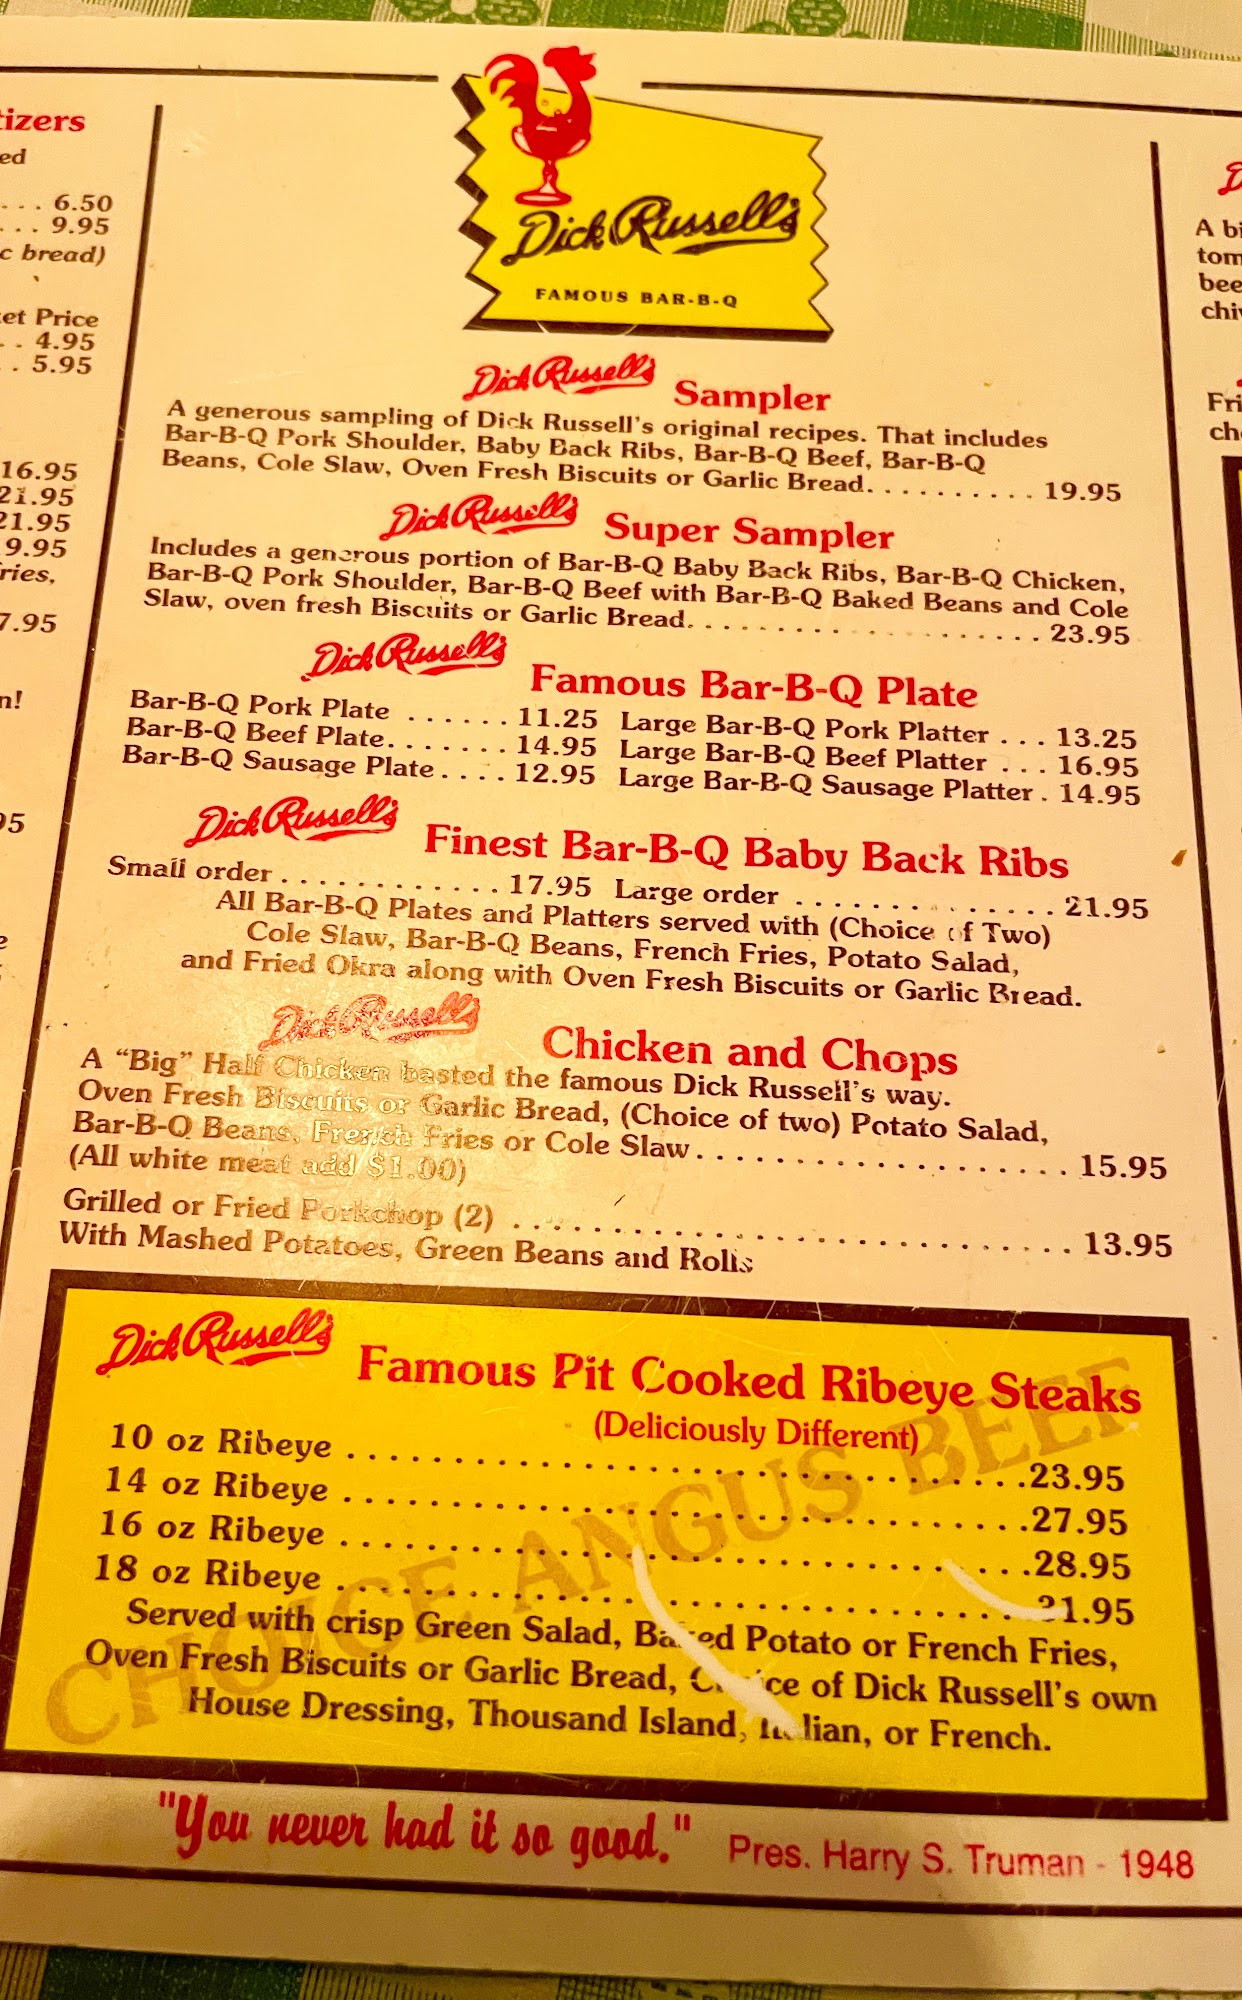 tizers
ed
. . . 6.50
. . . 9.95
c bread)
et Price
. . 4.95
. . 5.95
16.95
21.95
21.95
9.95
ries,
7.95
n!
95
e
Dick Russell's
FAMOUS BAR-B-Q
Dick Russell's Sampler
A generous sampling of Dick Russell's original recipes. That includes
Bar-B-Q Pork Shoulder, Baby Back Ribs, Bar-B-Q Beef, Bar-B-Q
Beans, Cole Slaw, Oven Fresh Biscuits or Garlic Bread. . . . . . . . . . 19.95
Dick Russell's Super Sampler
Includes a generous portion of Bar-B-Q Baby Back Ribs, Bar-B-Q Chicken,
Bar-B-Q Pork Shoulder, Bar-B-Q Beef with Bar-B-Q Baked Beans and Cole
Slaw, oven fresh Biscuits or Garlic Bread. . . . . . . . . . . . . . . . . . . 23.95
Dick Russell's Famous Bar-B-Q Plate
Bar-B-Q Pork Plate . . . . . . 11.25 Large Bar-B-Q Pork Platter . . . 13.25
Bar-B-Q Beef Plate. . . . . . . 14.95 Large Bar-B-Q Beef Platter . . . 16.95
Bar-B-Q Sausage Plate . . . . 12.95 Large Bar-B-Q Sausage Platter . 14.95
Dick Russell's Finest Bar-B-Q Baby Back Ribs
Small order . . . . . . . . . . . . 17.95 Large order . . . . . . . . . . . . . . 21.95
All Bar-B-Q Plates and Platters served with (Choice of Two)
Cole Slaw, Bar-B-Q Beans, French Fries, Potato Salad,
and Fried Okra along with Oven Fresh Biscuits or Garlic Bread.
Dick Russell's Chicken and Chops
A "Big" Half Chicken basted the famous Dick Russell's way.
Oven Fresh Biscuits or Garlic Bread, (Choice of two) Potato Salad,
Bar-B-Q Beans, French Fries or Cole Slaw . . . . . . . . . . . . . . . . . . . 15.95
(All white meat add $1.00)
Grilled or Fried Porkchop (2) . . . . . . . . . . . . . . . . . . . . . . . . . . . . 13.95
With Mashed Potatoes, Green Beans and Rolls
Dick Russell's Famous Pit Cooked Ribeye Steaks
(Deliciously Different)
10 oz Ribeye . . . . . . . . . . . . . . . . . . . . . . . . . . . . . . .23.95
14 oz Ribeye . . . . . . . . . . . . . . . . . . . . . . . . . . . . . . .27.95
16 oz Ribeye . . . . . . . . . . . . . . . . . . . . . . . . . . . . . . .28.95
18 oz Ribeye . . . . . . . . . . . . . . . . . . . . . . . . . . . . . . .31.95
Served with crisp Green Salad, Baked Potato or French Fries,
Oven Fresh Biscuits or Garlic Bread, Choice of Dick Russell's own
House Dressing, Thousand Island, Italian, or French.
CHOICE ANGUS BEEF
"You never had it so good." Pres. Harry S. Truman - 1948
A bi
tom
bee
chi
Fri
ch